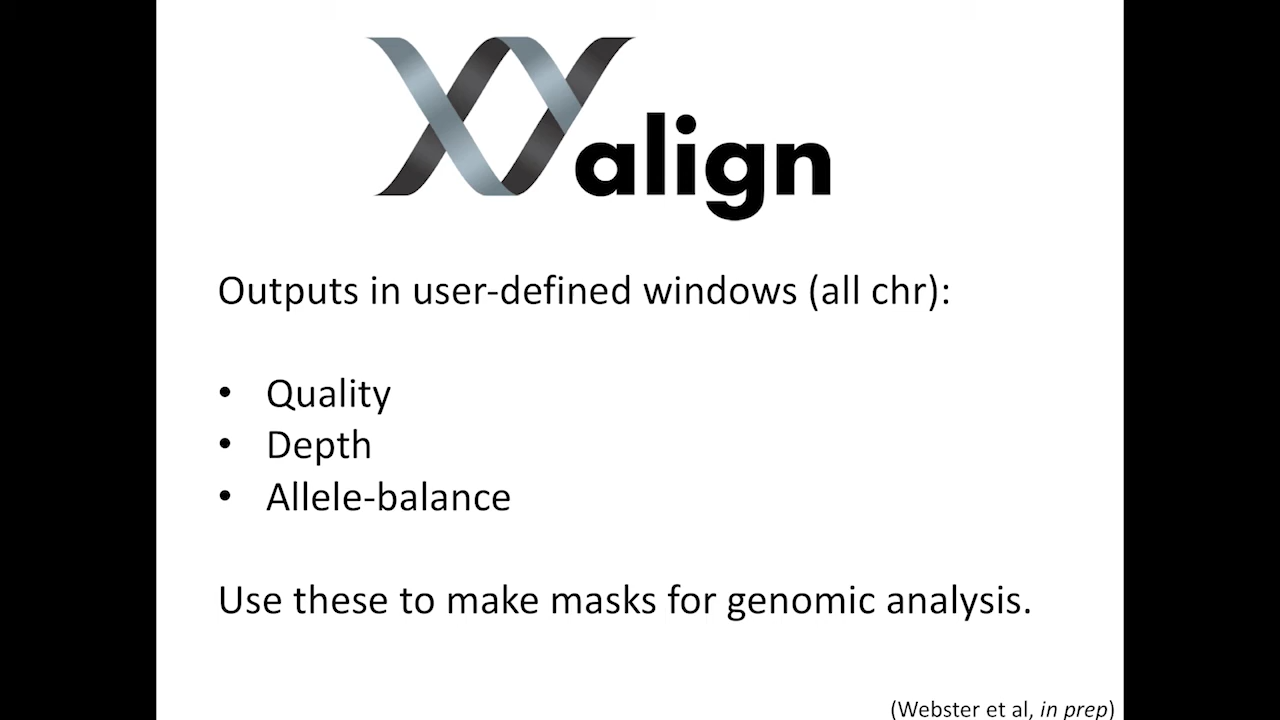 XYalign
Outputs in user-defined windows (all chr):
• Quality
• Depth
• Allele-balance
Use these to make masks for genomic analysis.
(Webster et al, in prep)